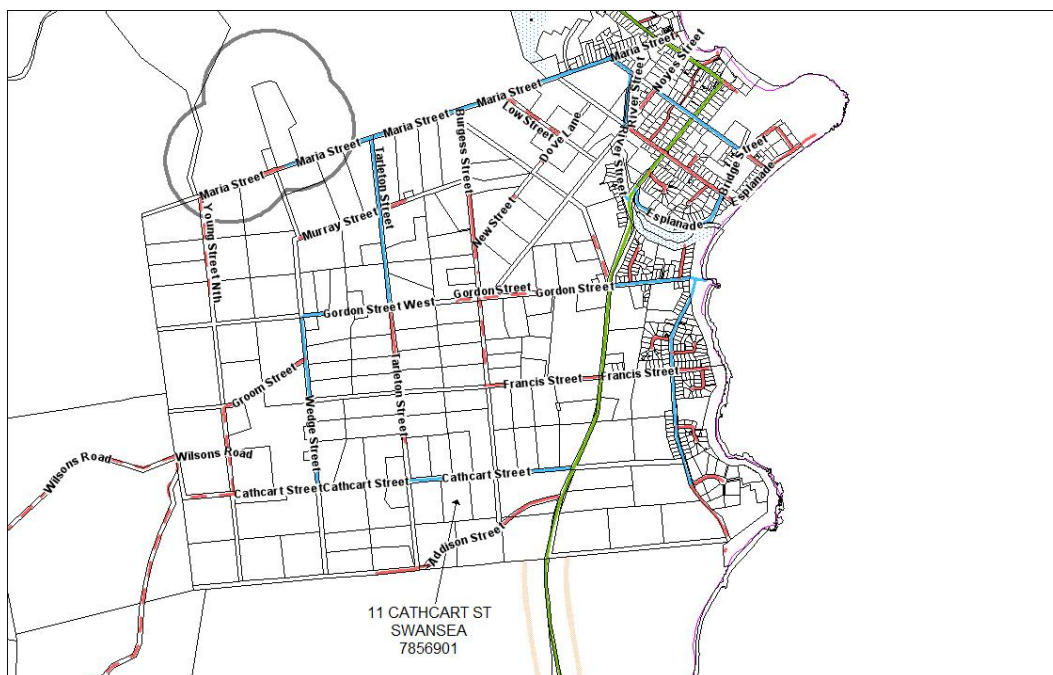 Maria Street
River Street
Noyes Street
Maria Street
Maria Street
Low Street
Burgess Street
Dove Lane
River Street
Bridge Street
Maria Street
Tarleton Street
Maria Street
Esplanade
Esplanade
Young Street Nth
Murray Street
New Street
Gordon Street
Gordon Street
Gordon Street West
Groom Street
Tarleton Street
Francis Street
Francis Street
Wedge Street
Wilsons Road
Wilsons Road
Cathcart Street
Cathcart Street
Cathcart Street
Addison Street
11 CATHCART ST
SWANSEA
7856901